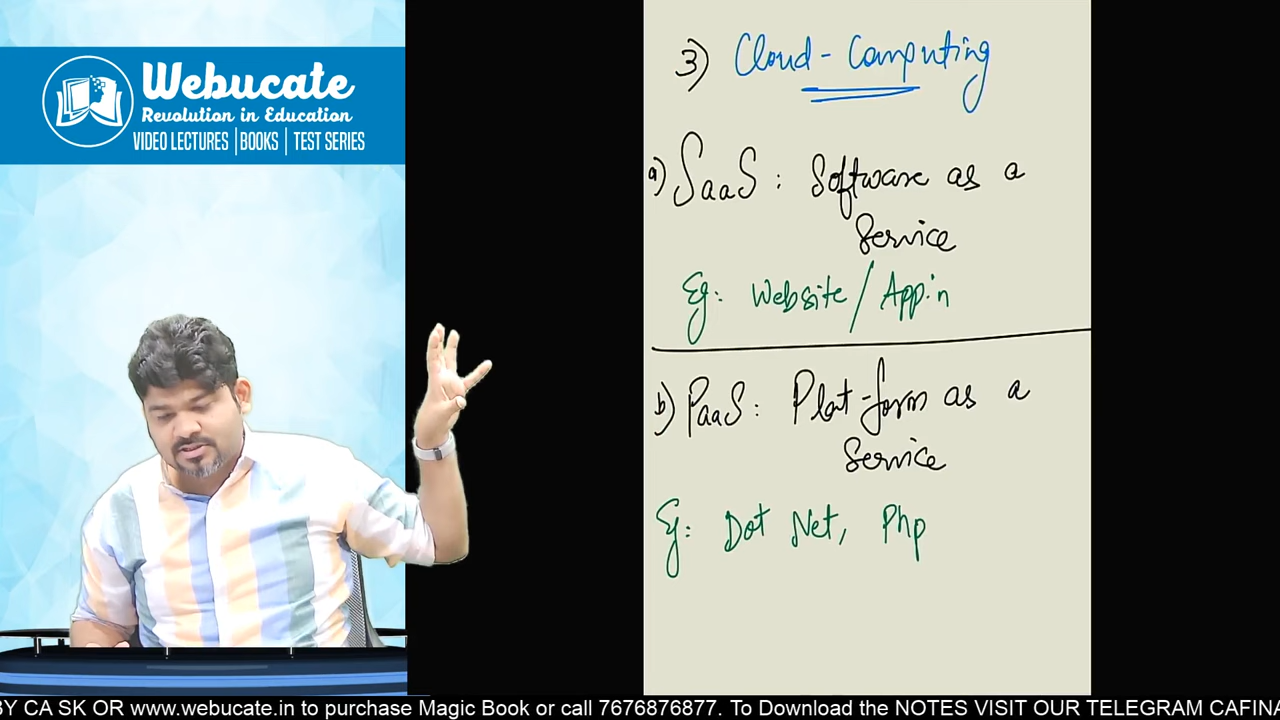 Webucate
Revolution in Education
VIDEO LECTURES | BOOKS | TEST SERIES
3) Cloud-Computing
a) SaaS: Software as a
Service
Eg: Website/App:n
b) PaaS: Plat-form as a
Service
Eg: Dot Net, Php
BY CA SK OR www.webucate.in to purchase Magic Book or call 7676876877. To Download the NOTES VISIT OUR TELEGRAM CAFINA